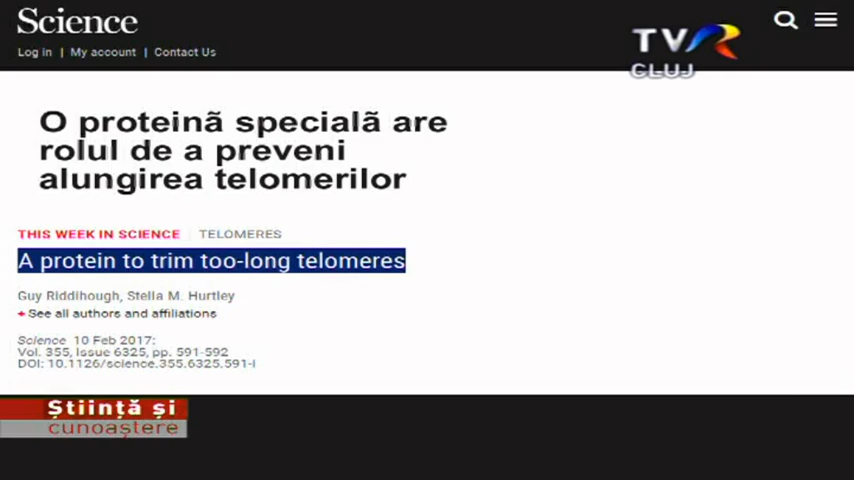 Science
Log in | My account | Contact Us
TVR
CLUJ
O proteinã specialã are
rolul de a preveni
alungirea telomerilor
THIS WEEK IN SCIENCE TELOMERES
A protein to trim too-long telomeres
Guy Riddihough, Stella M. Hurtley
+ See all authors and affiliations
Science 10 Feb 2017:
Vol. 355, Issue 6325, pp. 591-592
DOI: 10.1126/science.355.6325.591-i
Știință și
cunoaștere